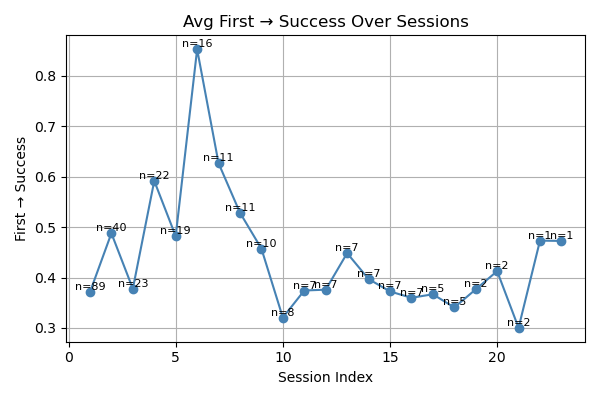 Avg First → Success Over Sessions
First → Success
0.8
0.7
0.6
0.5
0.4
0.3
n=89
n=40
n=23
n=22
n=19
n=16
n=11
n=11
n=10
n=8
n=7
n=7
n=7
n=7
n=7
n=7
n=5
n=5
n=2
n=2
n=2
n=1
n=1
0
5
10
15
20
Session Index